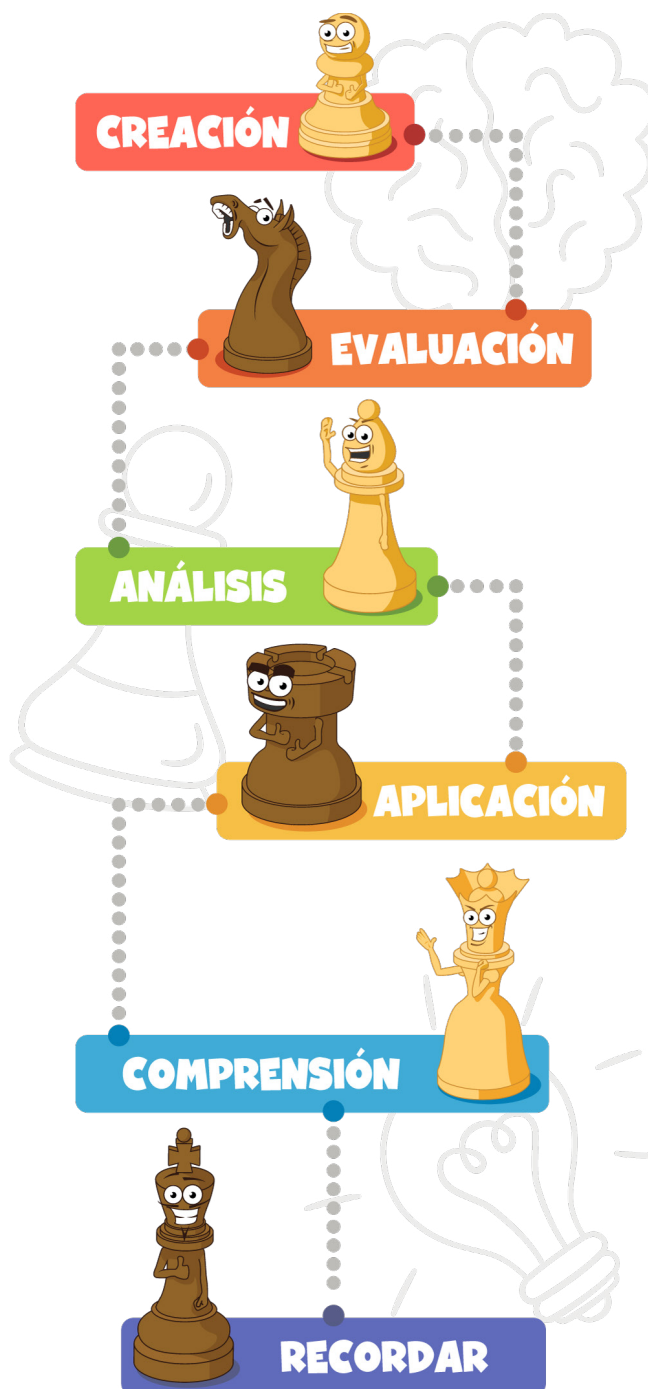 CREACIÓN
EVALUACIÓN
ANÁLISIS
APLICACIÓN
COMPRENSIÓN
RECORDAR